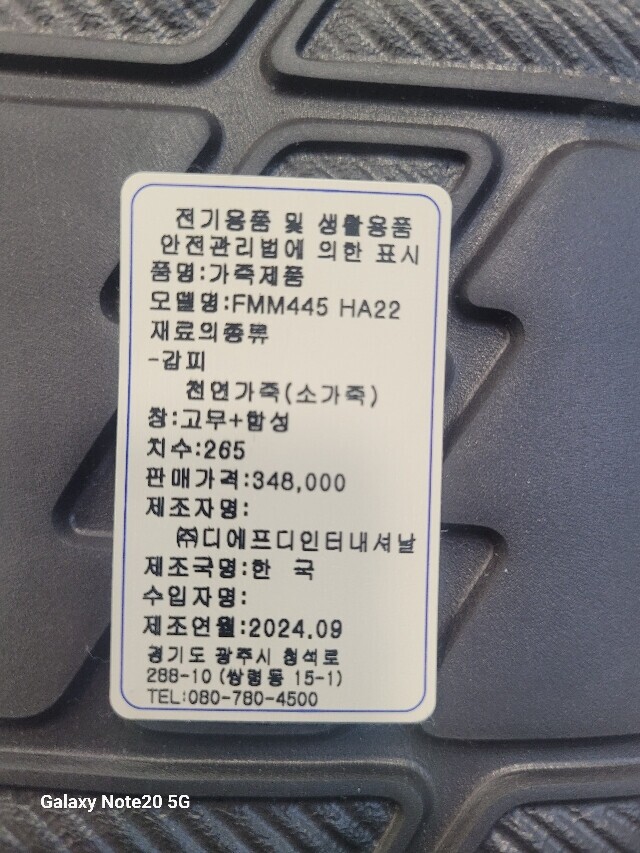 전기용품 및 생활용품
안전관리법에 의한 표시
품명:가죽제품
모델명:FMM445 HA22
재료의종류
-갑피
천연가죽(소가죽)
창:고무+합성
치수:265
판매가격:348,000
제조자명:
㈜디에프디인터내셔날
제조국명:한 국
수입자명:
제조연월:2024.09
경기도 광주시 청석로
288-10 (쌍령동 15-1)
TEL:080-780-4500
Galaxy Note20 5G